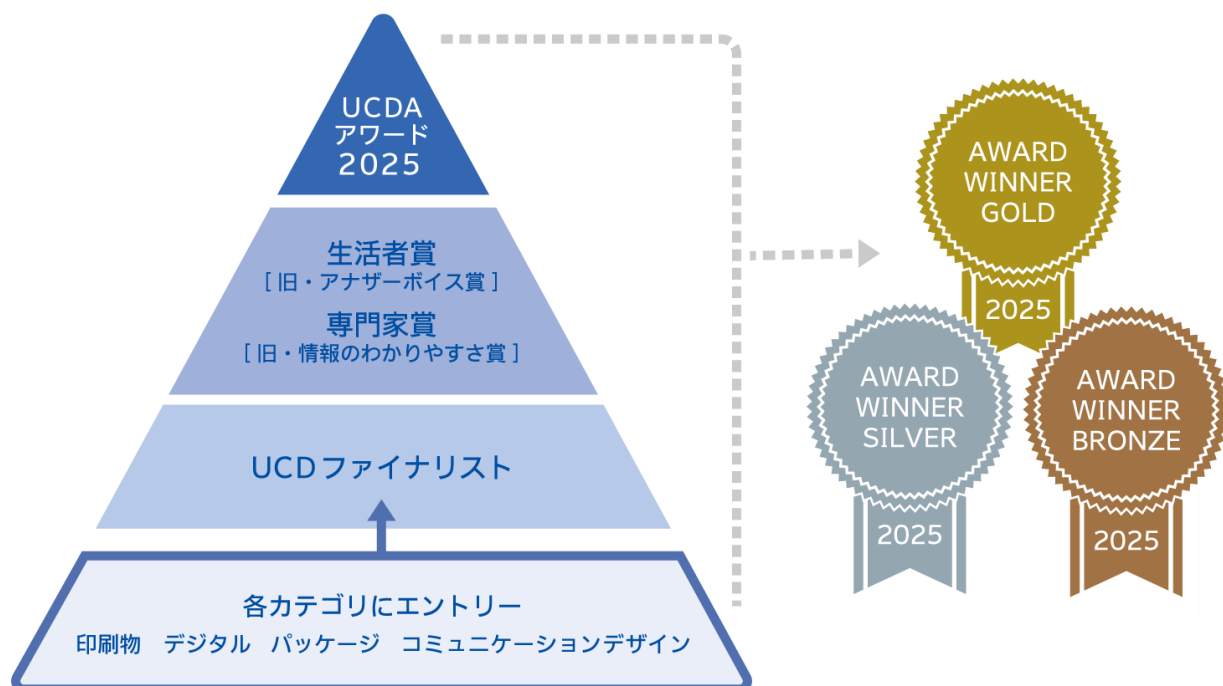 UCDA
アワード
2025
生活者賞
[ 旧・アナザーボイス賞 ]
専門家賞
[ 旧・情報のわかりやすさ賞 ]
UCDファイナリスト
各カテゴリにエントリー
印刷物　デジタル　パッケージ　コミュニケーションデザイン
AWARD
WINNER
GOLD
2025
AWARD
WINNER
SILVER
2025
AWARD
WINNER
BRONZE
2025